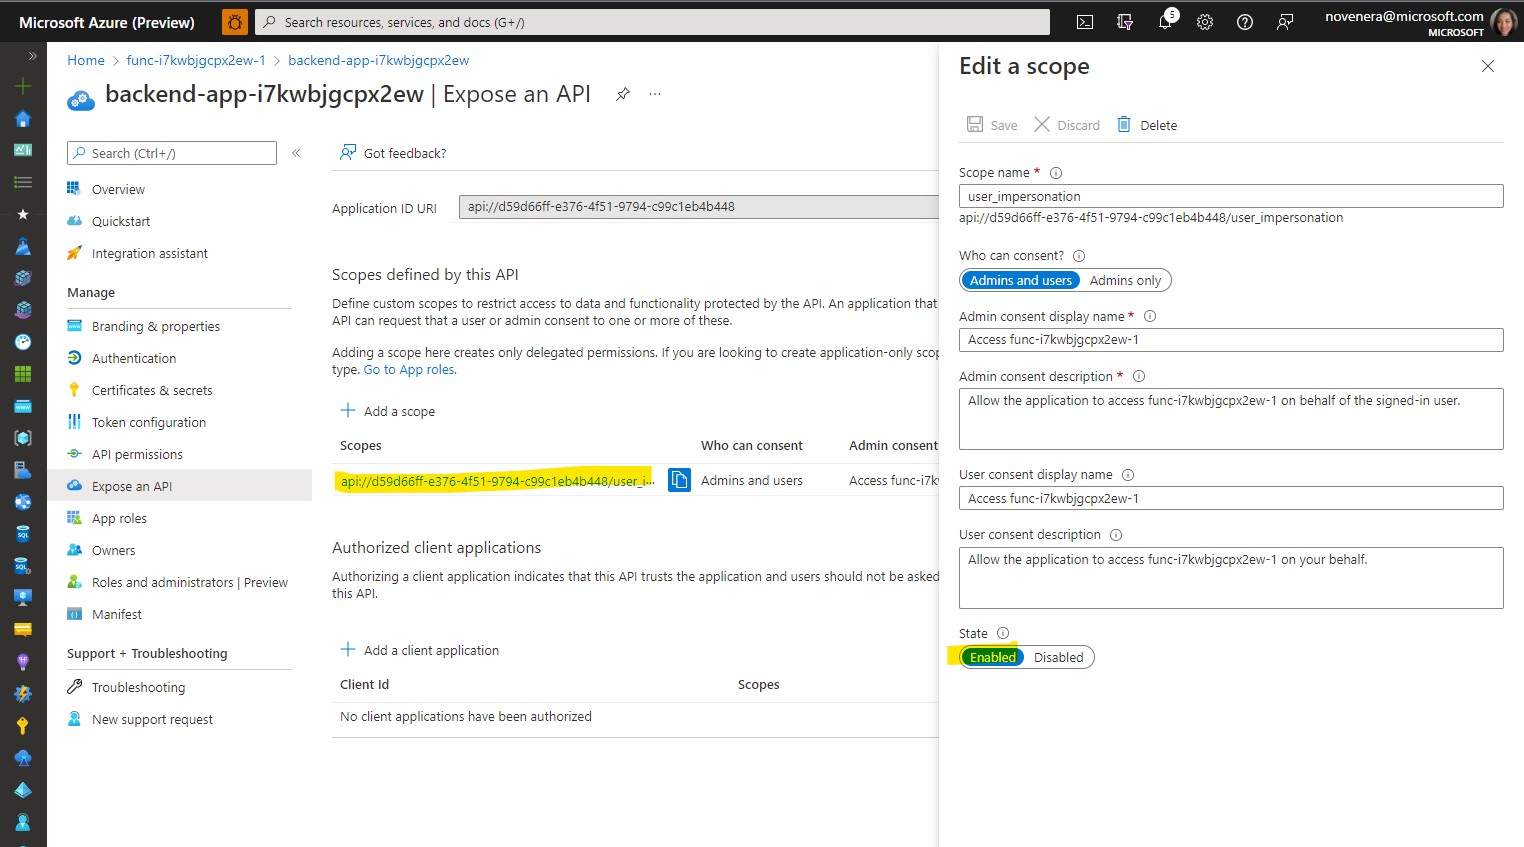 Microsoft Azure (Preview)
Search resources, services, and docs (G+/)
5
novenera@microsoft.com
MICROSOFT
Home > func-i7kwbjgcpx2ew-1 > backend-app-i7kwbjgcpx2ew
backend-app-i7kwbjgcpx2ew | Expose an API
Search (Ctrl+/)
Overview
Quickstart
Integration assistant
Manage
Branding & properties
Authentication
Certificates & secrets
Token configuration
API permissions
Expose an API
App roles
Owners
Roles and administrators | Preview
Manifest
Support + Troubleshooting
Troubleshooting
New support request
Got feedback?
Application ID URI
api://d59d66ff-e376-4f51-9794-c99c1eb4b448
Scopes defined by this API
Define custom scopes to restrict access to data and functionality protected by the API. An application that
API can request that a user or admin consent to one or more of these.
Adding a scope here creates only delegated permissions. If you are looking to create application-only scop
type. Go to App roles.
Add a scope
Scopes Who can consent Admin consent
api://d59d66ff-e376-4f51-9794-c99c1eb4b448/user_i... Admins and users Access func-i7k
Authorized client applications
Authorizing a client application indicates that this API trusts the application and users should not be asked
this API.
Add a client application
Client Id Scopes
No client applications have been authorized
Edit a scope
Save Discard Delete
Scope name *
user_impersonation
api://d59d66ff-e376-4f51-9794-c99c1eb4b448/user_impersonation
Who can consent?
Admins and users Admins only
Admin consent display name *
Access func-i7kwbjgcpx2ew-1
Admin consent description *
Allow the application to access func-i7kwbjgcpx2ew-1 on behalf of the signed-in user.
User consent display name
Access func-i7kwbjgcpx2ew-1
User consent description
Allow the application to access func-i7kwbjgcpx2ew-1 on your behalf.
State
Enabled Disabled